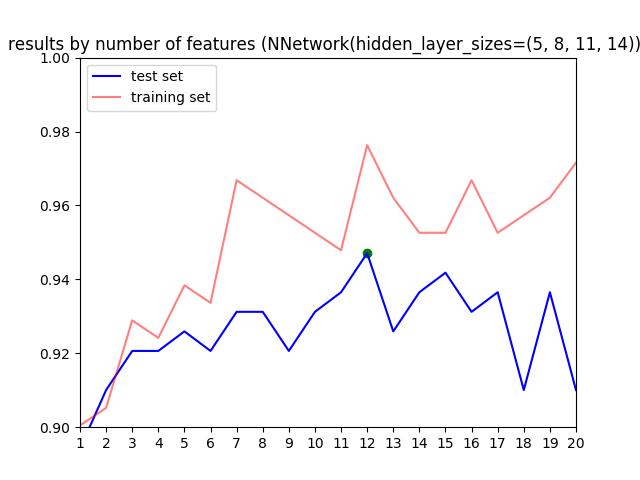 results by number of features (NNetwork(hidden_layer_sizes=(5, 8, 11, 14))
1.00
test set
training set
0.98
0.96
0.94
0.92
0.90
1 2 3 4 5 6 7 8 9 10 11 12 13 14 15 16 17 18 19 20